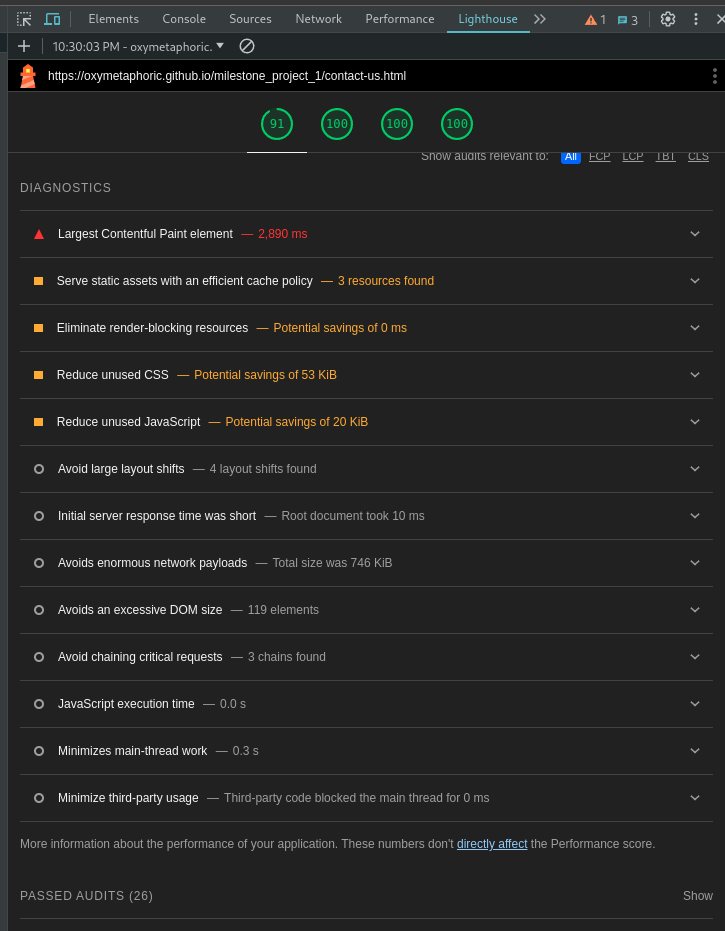 Elements Console Sources Network Performance Lighthouse 1 3
10:30:03 PM - oxymetaphoric.
https://oxymetaphoric.github.io/milestone_project_1/contact-us.html
91 100 100 100
Show audits relevant to: All FCP LCP TBT CLS
DIAGNOSTICS
Largest Contentful Paint element — 2,890 ms
Serve static assets with an efficient cache policy — 3 resources found
Eliminate render-blocking resources — Potential savings of 0 ms
Reduce unused CSS — Potential savings of 53 KiB
Reduce unused JavaScript — Potential savings of 20 KiB
Avoid large layout shifts — 4 layout shifts found
Initial server response time was short — Root document took 10 ms
Avoids enormous network payloads — Total size was 746 KiB
Avoids an excessive DOM size — 119 elements
Avoid chaining critical requests — 3 chains found
JavaScript execution time — 0.0 s
Minimizes main-thread work — 0.3 s
Minimize third-party usage — Third-party code blocked the main thread for 0 ms
More information about the performance of your application. These numbers don't directly affect the Performance score.
PASSED AUDITS (26) Show